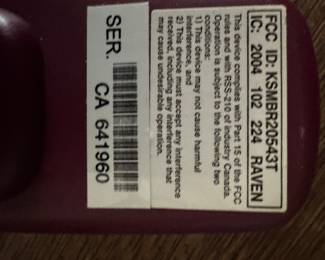 FCC ID: KSMBR20543T
IC: 2004 102 224 RAVEN
This device complies with Part 15 of the FCC
rules and with RSS-210 of Industry Canada.
Operation is subject to the following two
conditions:
1) This device may not cause harmful
interference, and
2) This device must accept any interference
received, including any interference that
may cause undesirable operation.
SER.
CA 641960